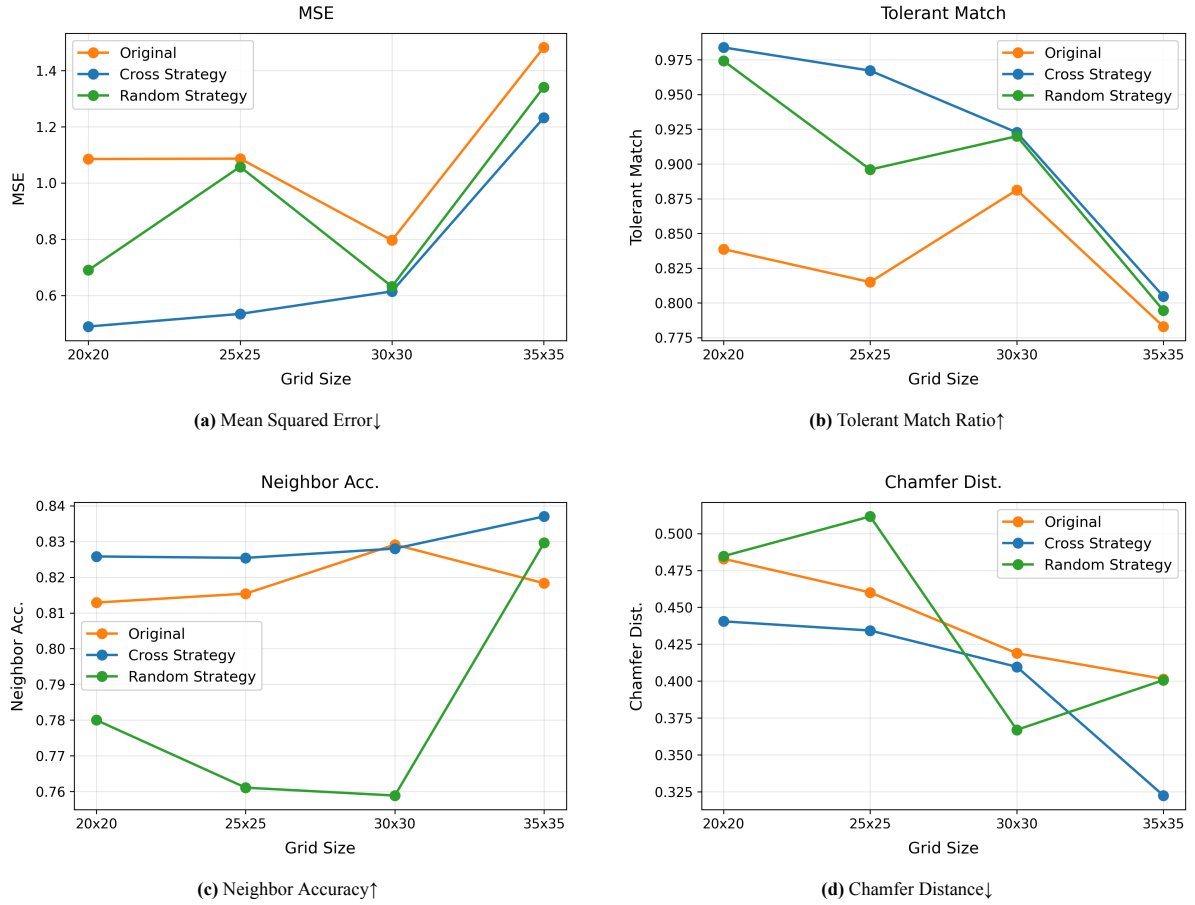 MSE
Original
Cross Strategy
Random Strategy
1.4
1.2
1.0
0.8
0.6
MSE
20x20 25x25 30x30 35x35
Grid Size
(a) Mean Squared Error↓
Tolerant Match
Original
Cross Strategy
Random Strategy
0.975
0.950
0.925
0.900
0.875
0.850
0.825
0.800
0.775
Tolerant Match
20x20 25x25 30x30 35x35
Grid Size
(b) Tolerant Match Ratio↑
Neighbor Acc.
0.84
0.83
0.82
0.81
0.80
0.79
0.78
0.77
0.76
Neighbor Acc.
Original
Cross Strategy
Random Strategy
20x20 25x25 30x30 35x35
Grid Size
(c) Neighbor Accuracy↑
Chamfer Dist.
Original
Cross Strategy
Random Strategy
0.500
0.475
0.450
0.425
0.400
0.375
0.350
0.325
Chamfer Dist.
20x20 25x25 30x30 35x35
Grid Size
(d) Chamfer Distance↓